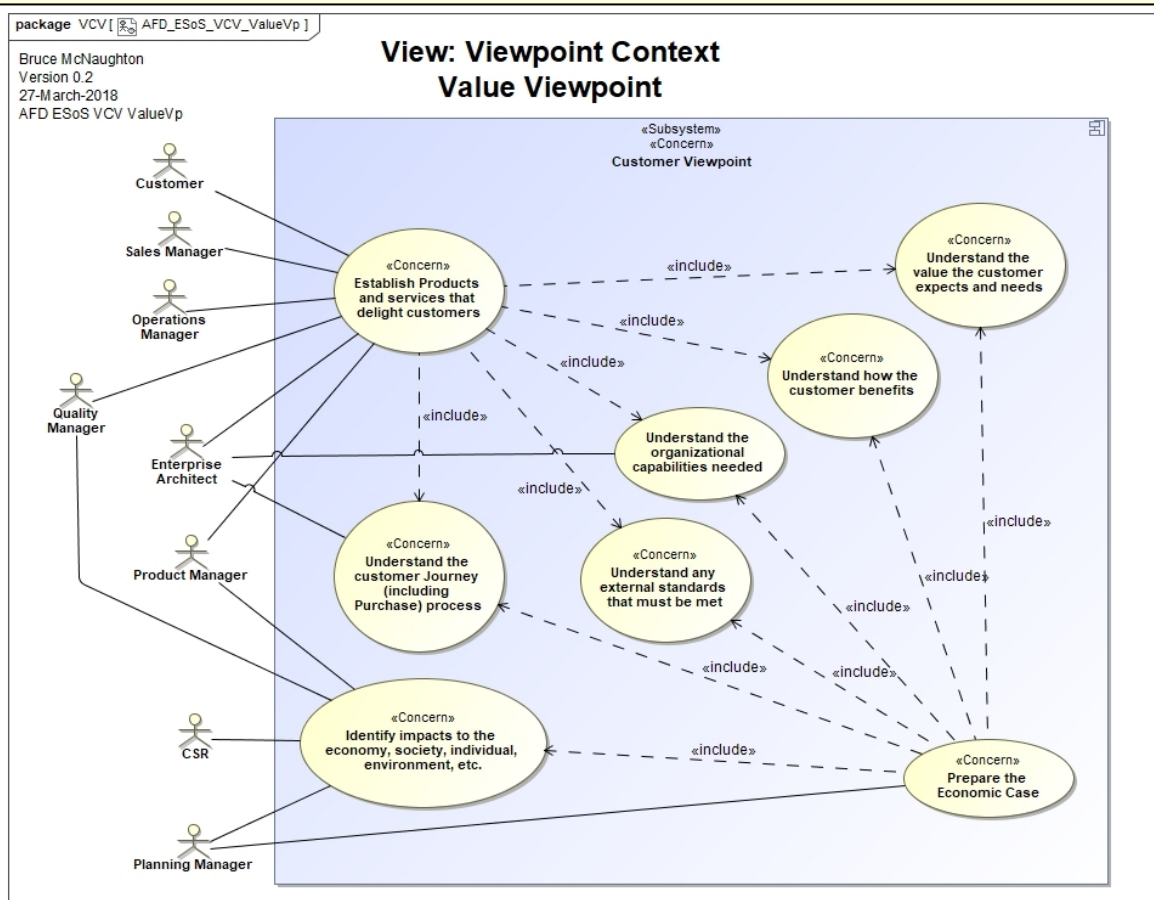 package VCV [ AFD_ESoS_VCV_ValueVp ]
Bruce McNaughton
Version 0.2
27-March-2018
AFD ESoS VCV ValueVp
View: Viewpoint Context
Value Viewpoint
«Subsystem»
«Concern»
Customer Viewpoint
Customer
Sales Manager
Operations
Manager
Quality
Manager
Enterprise
Architect
Product Manager
CSR
Planning Manager
«Concern»
Establish Products
and services that
delight customers
«include»
«Concern»
Understand the
value the customer
expects and needs
«include»
«Concern»
Understand how the
customer benefits
«include»
Understand the
organizational
capabilities needed
«include»
«include»
«Concern»
Understand the
customer Journey
(including
Purchase) process
«Concern»
Understand any
external standards
that must be met
«include»
«include»
«include»
«include»
«include»
«include»
«Concern»
Identify impacts to the
economy, society, individual,
environment, etc.
«Concern»
Prepare the
Economic Case